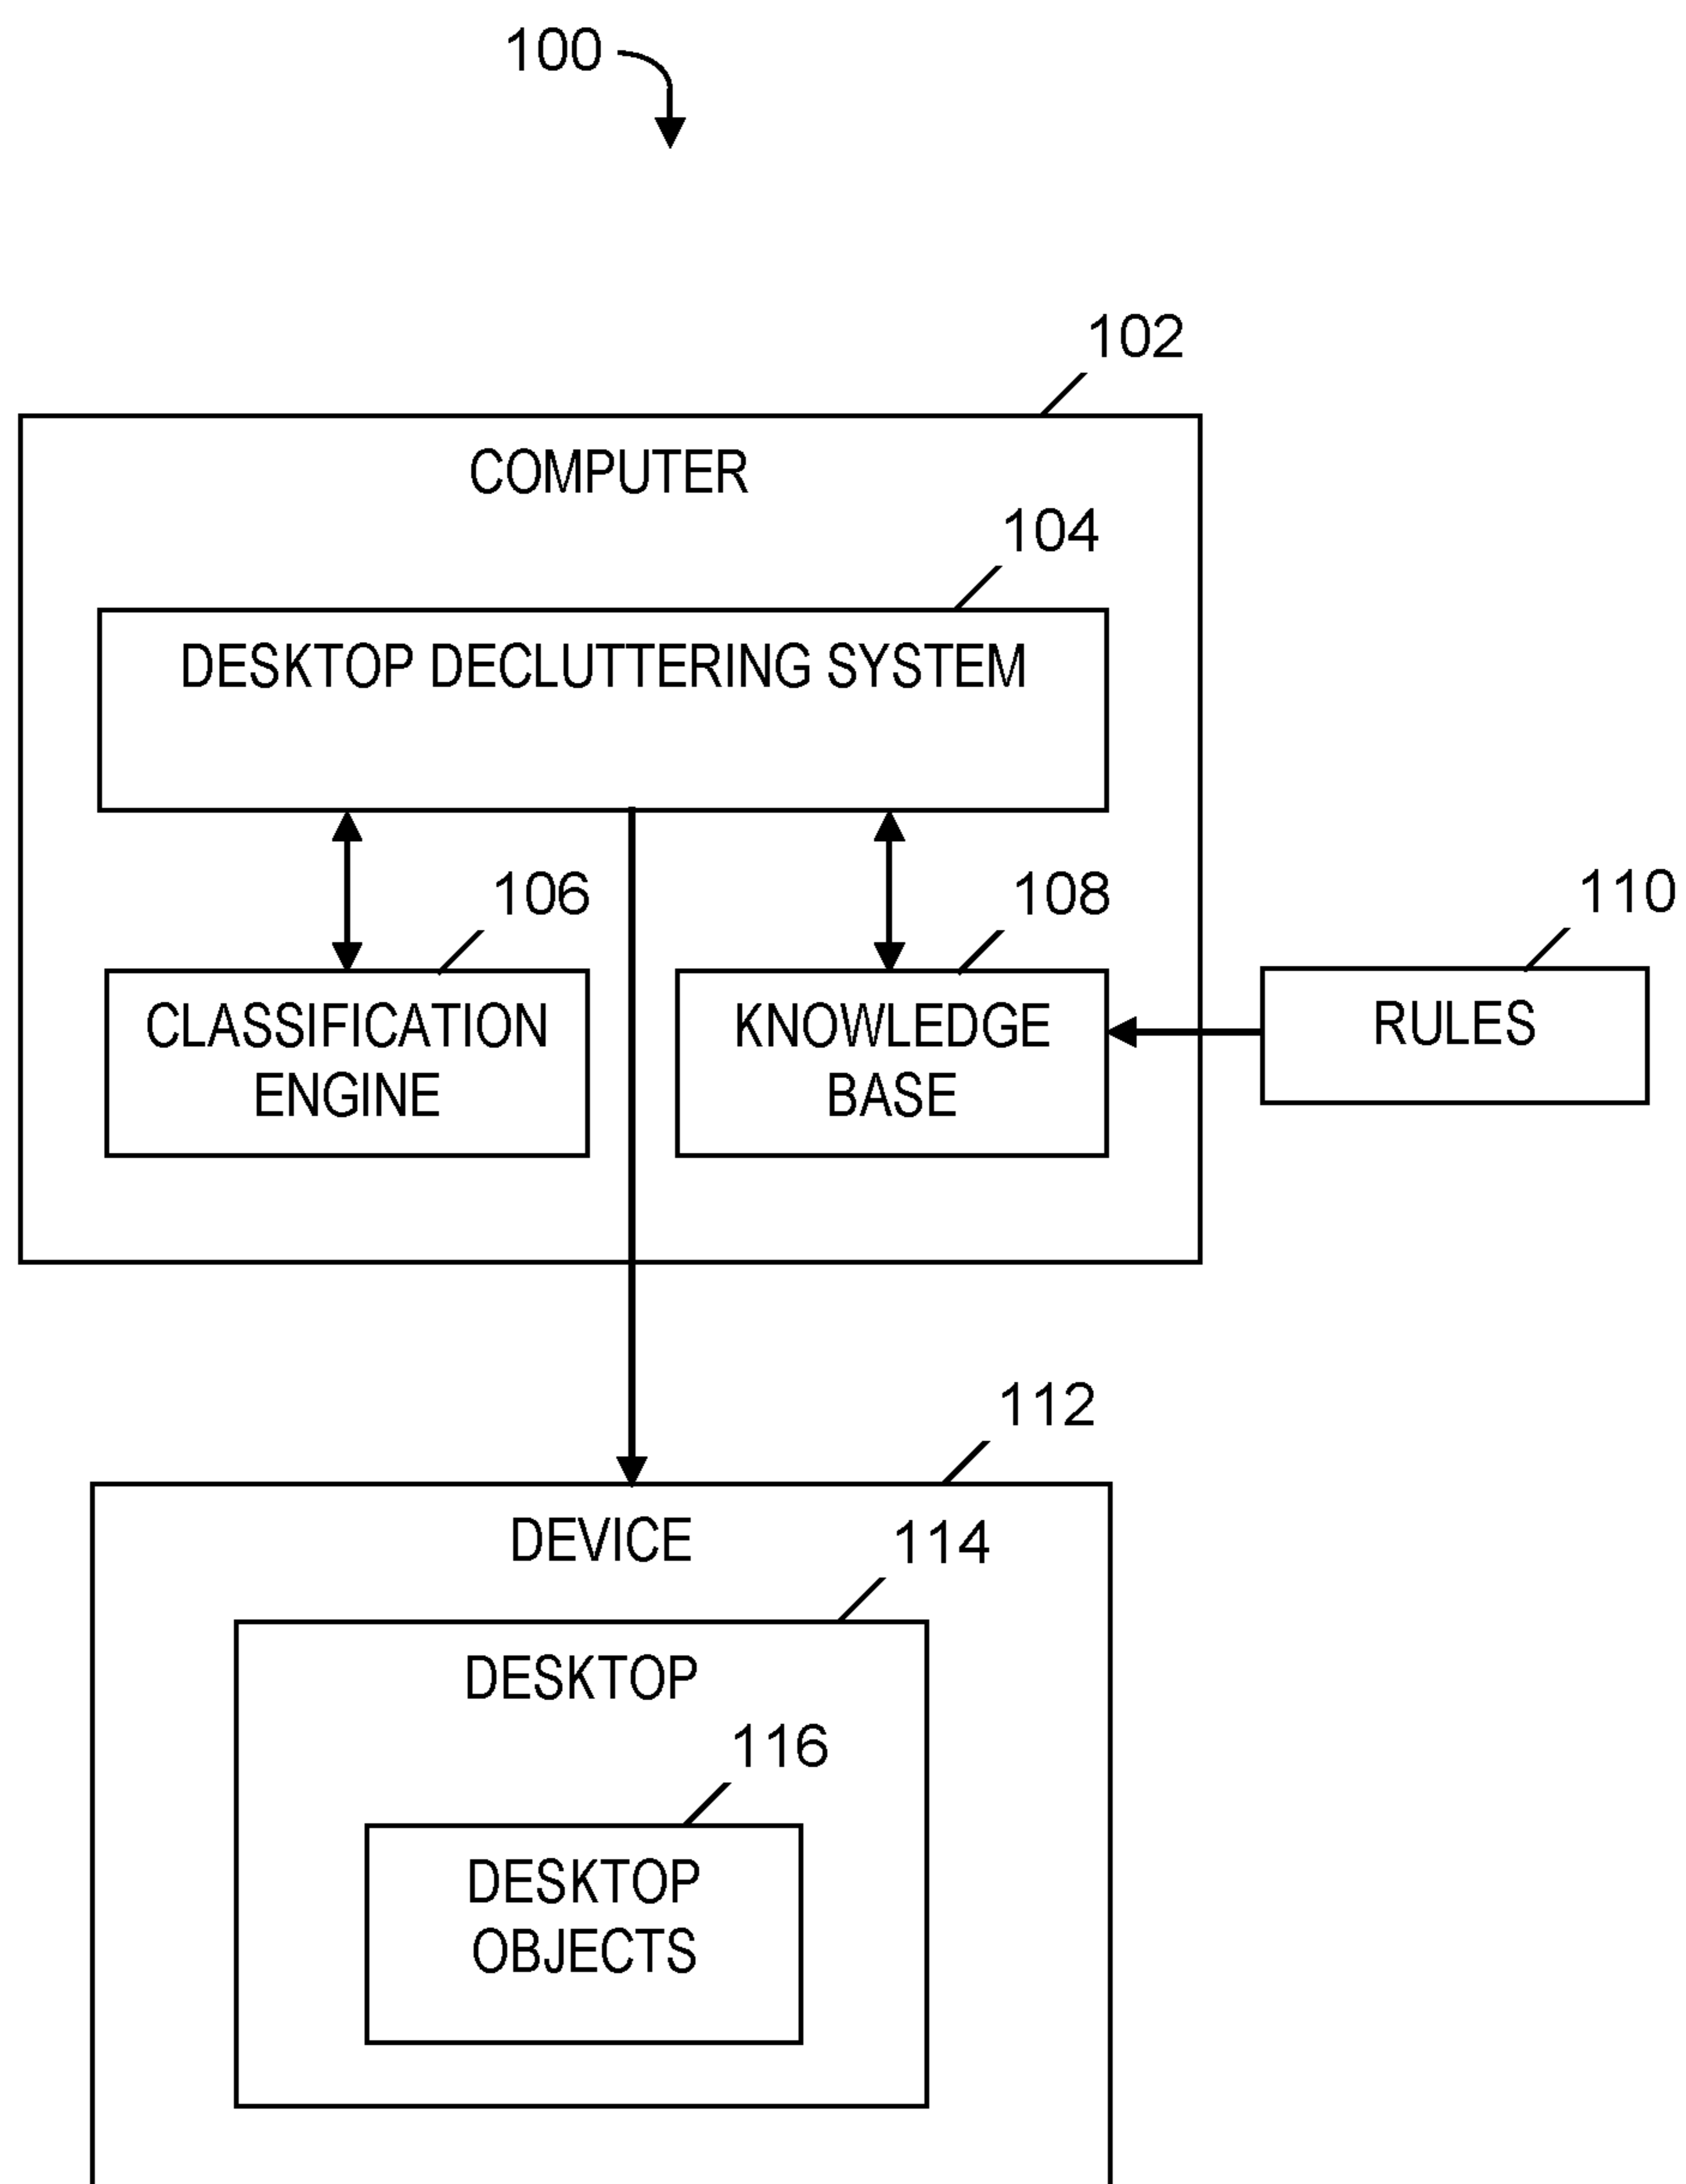 100
102
COMPUTER
104
DESKTOP DECLUTTERING SYSTEM
106
108
110
CLASSIFICATION
ENGINE
KNOWLEDGE
BASE
RULES
112
DEVICE
114
DESKTOP
116
DESKTOP
OBJECTS